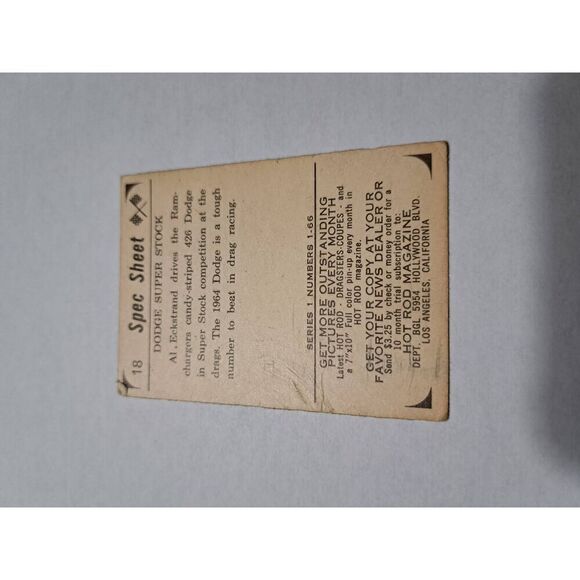 18 Spec Sheet
DODGE SUPER STOCK
Al. Eckstrand drives the Ram-
chargers candy-striped 426 Dodge
in Super Stock competition at the
drags. The 1964 Dodge is a tough
number to beat in drag racing.
SERIES 1 NUMBERS 1-66
GET MORE OUTSTANDING
PICTURES EVERY MONTH
Latest HOT ROD - DRAGSTERS-COUPES - and
a 7"x10" Full color pin-up every month in
HOT ROD magazine.
GET YOUR COPY AT YOUR
FAVORITE NEWS DEALER OR
Send $3.25 by check or money order for a
10 month trial subscription to:
HOT ROD MAGAZINE
DEPT. BGL 5954 HOLLYWOOD BLVD.
LOS ANGELES, CALIFORNIA